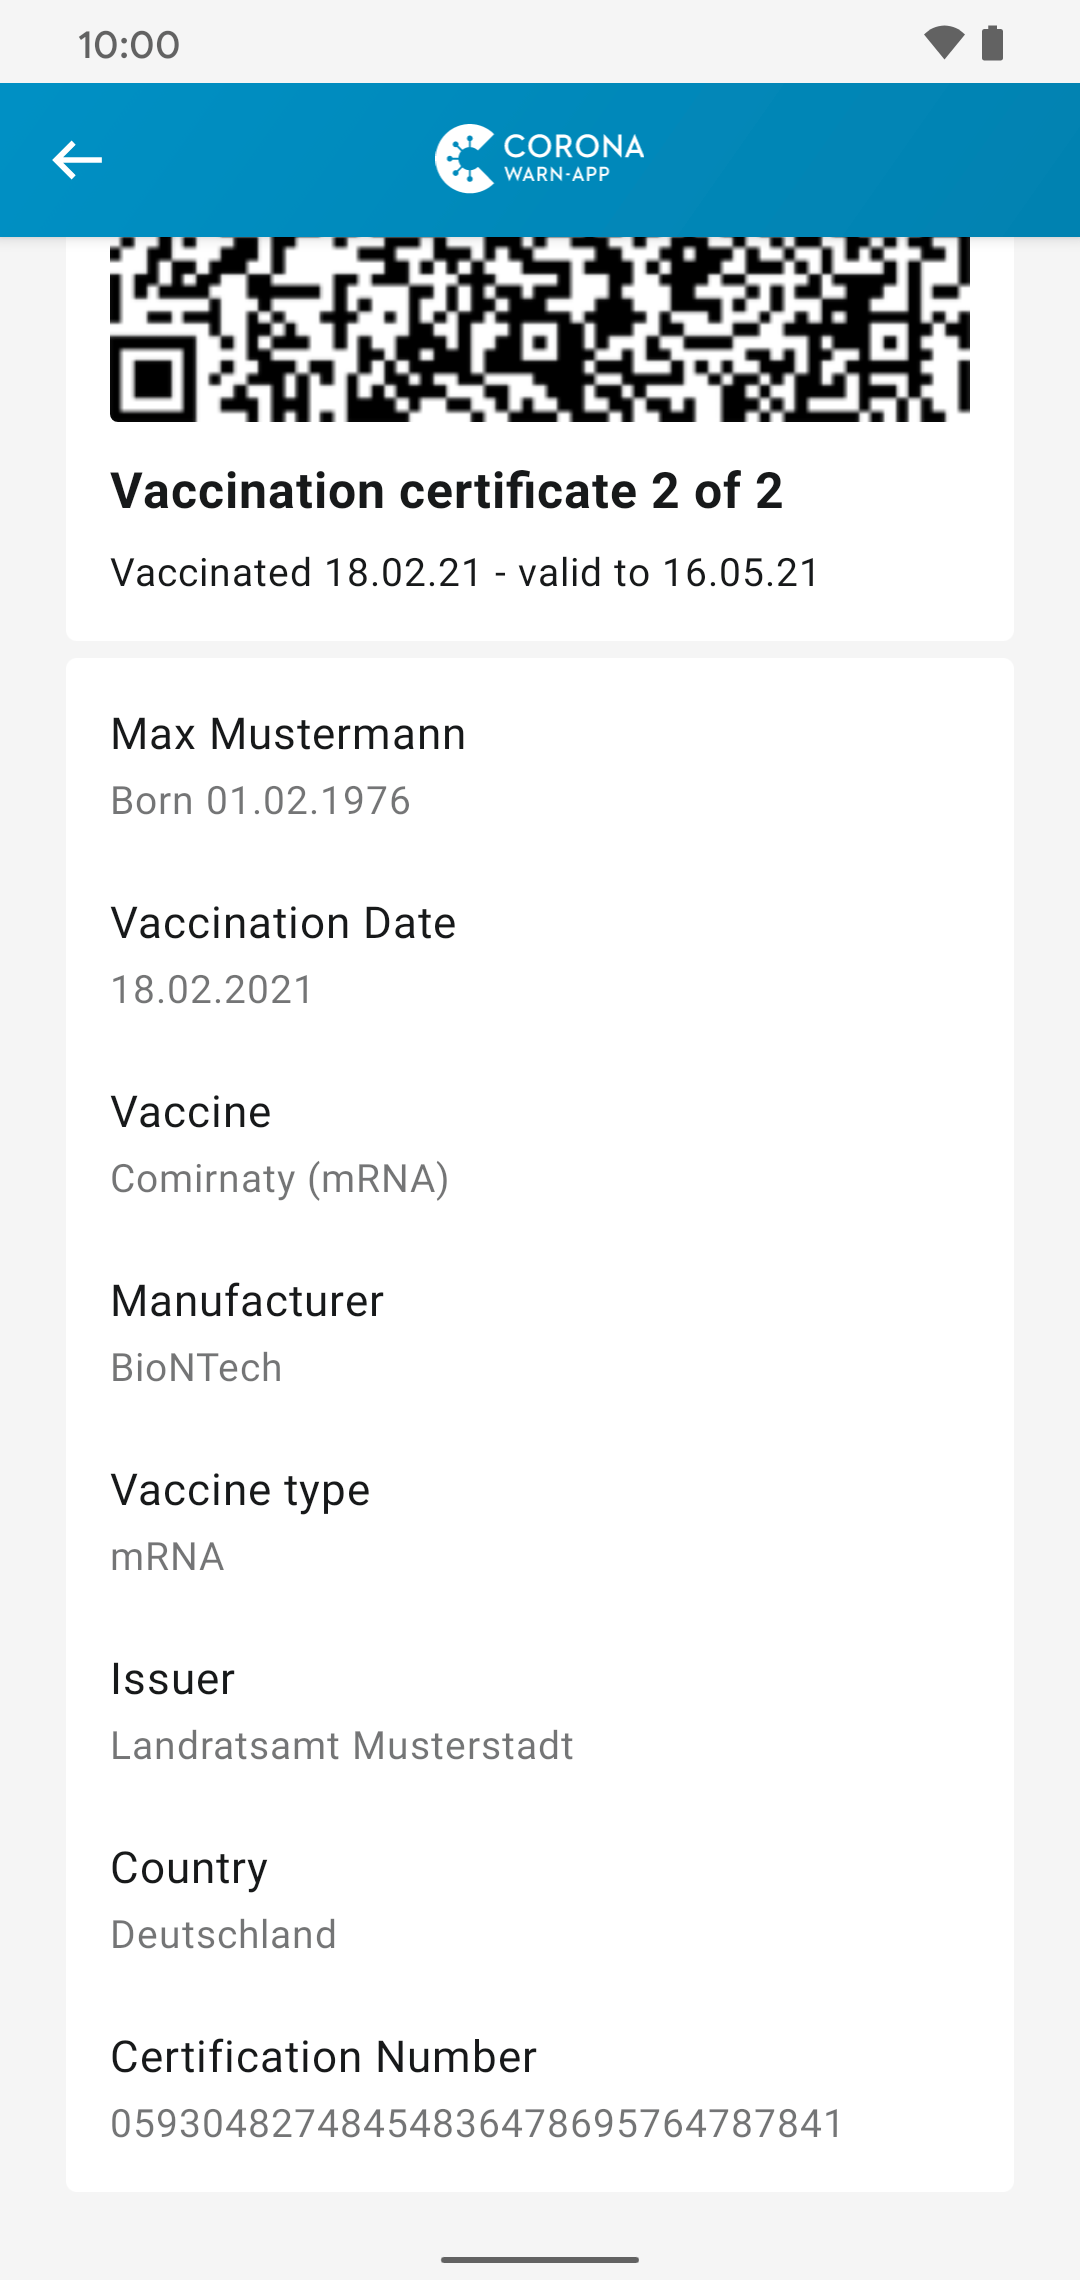 10:00
CORONA
WARN-APP
Vaccination certificate 2 of 2
Vaccinated 18.02.21 - valid to 16.05.21
Max Mustermann
Born 01.02.1976
Vaccination Date
18.02.2021
Vaccine
Comirnaty (mRNA)
Manufacturer
BioNTech
Vaccine type
mRNA
Issuer
Landratsamt Musterstadt
Country
Deutschland
Certification Number
05930482748454836478695764787841